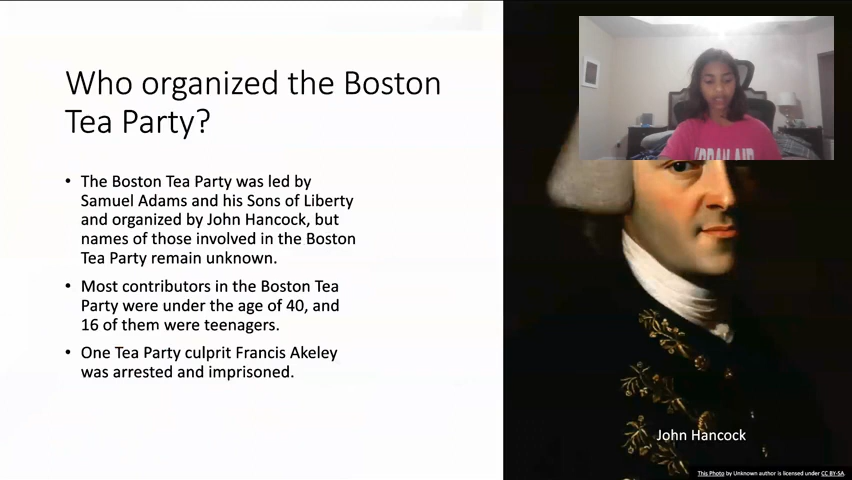 Who organized the Boston
Tea Party?
• The Boston Tea Party was led by
Samuel Adams and his Sons of Liberty
and organized by John Hancock, but
names of those involved in the Boston
Tea Party remain unknown.
• Most contributors in the Boston Tea
Party were under the age of 40, and
16 of them were teenagers.
• One Tea Party culprit Francis Akeley
was arrested and imprisoned.
John Hancock
This Photo by Unknown author is licensed under CC BY-SA.